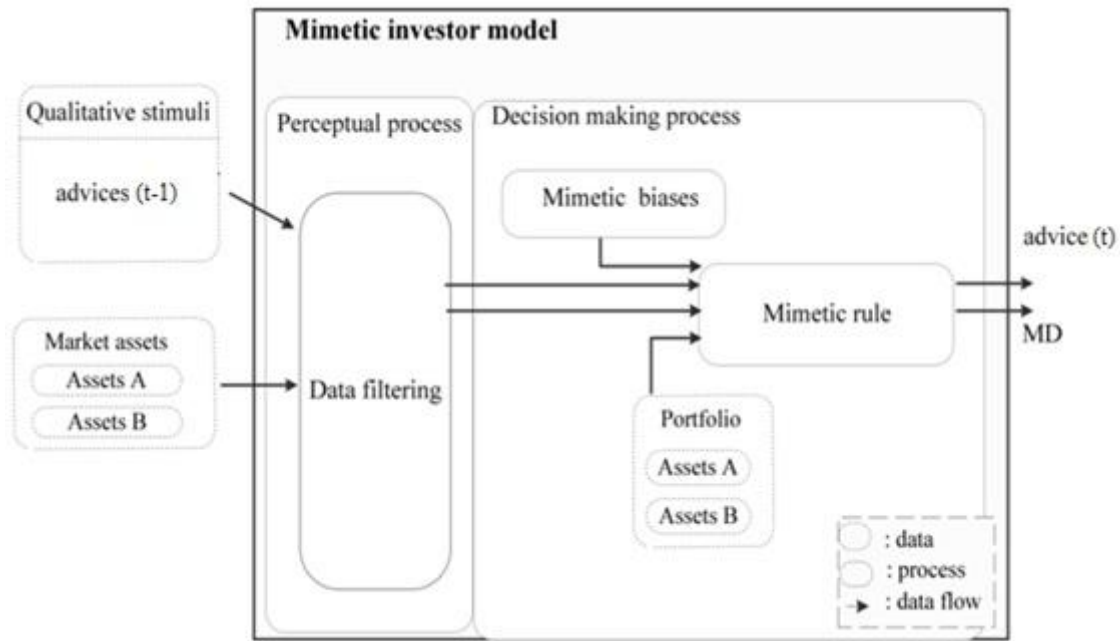 Mimetic investor model
Qualitative stimuli
advices (t-1)
Market assets
Assets A
Assets B
Perceptual process
Data filtering
Decision making process
Mimetic biases
Mimetic rule
Portfolio
Assets A
Assets B
advice (t)
MD
: data
: process
: data flow